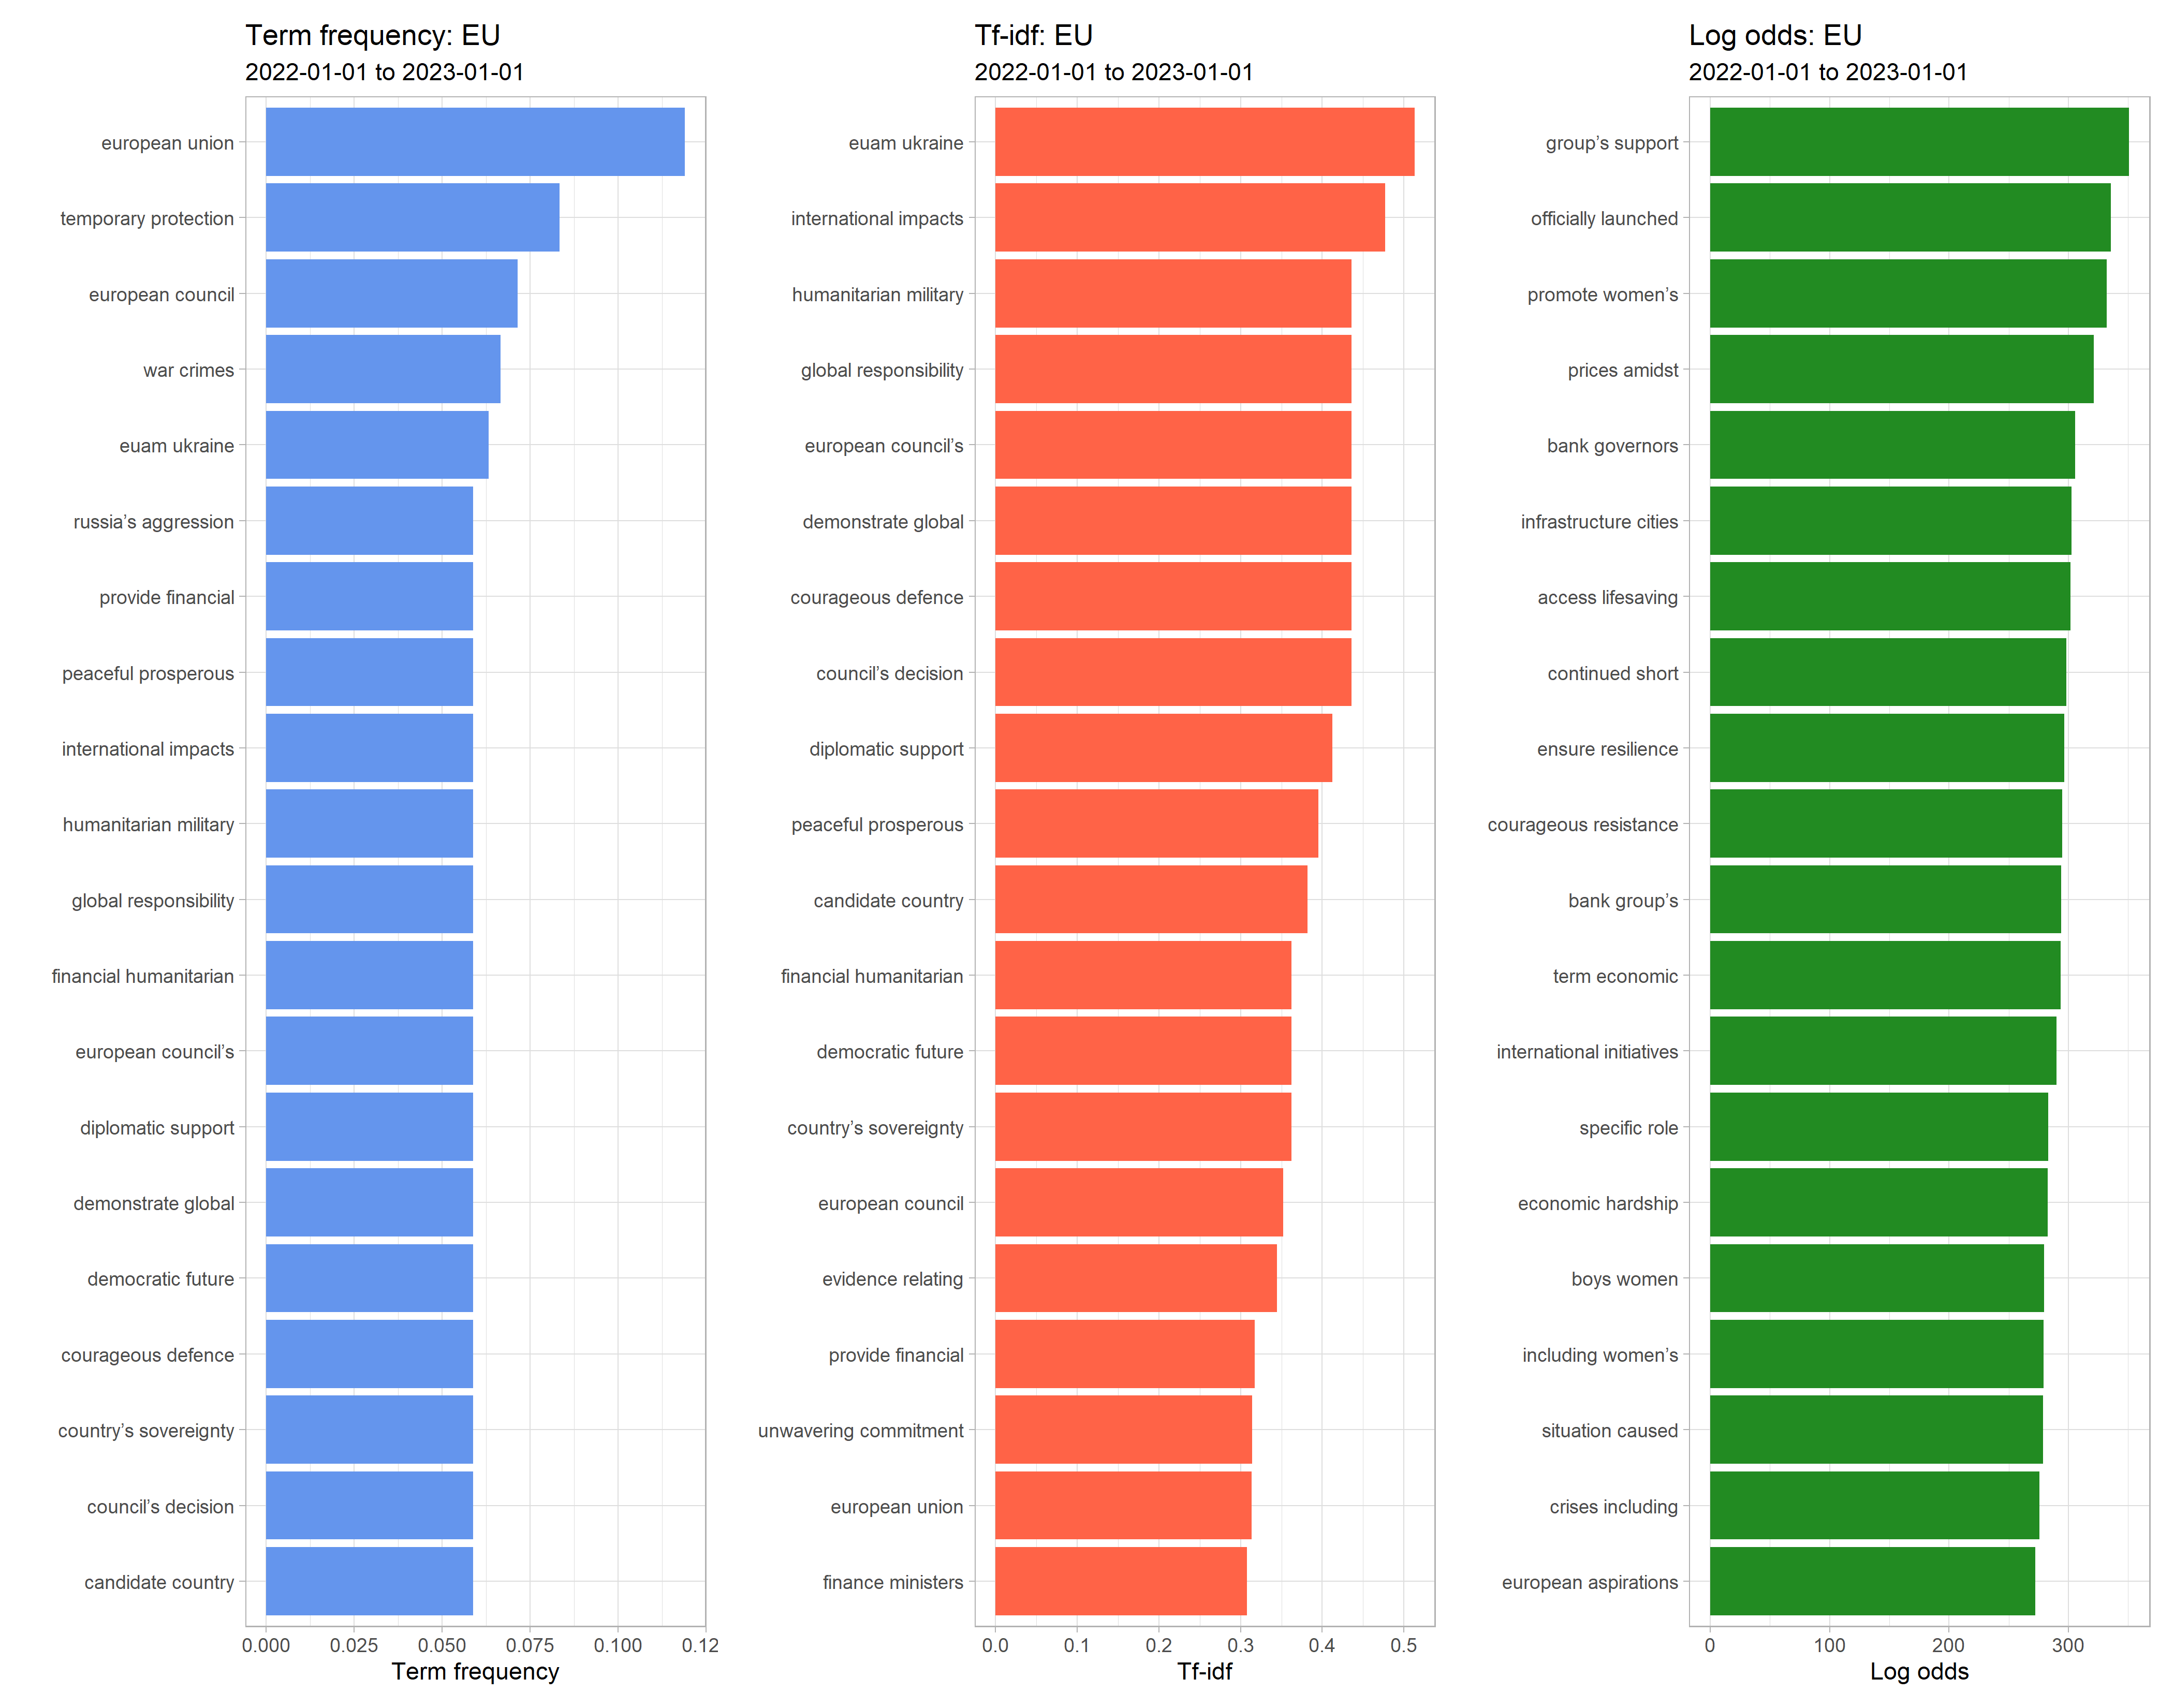 Term frequency: EU
2022-01-01 to 2023-01-01
european union
temporary protection
european council
war crimes
euam ukraine
russia’s aggression
provide financial
peaceful prosperous
international impacts
humanitarian military
global responsibility
financial humanitarian
european council’s
diplomatic support
demonstrate global
democratic future
courageous defence
country’s sovereignty
council’s decision
candidate country
0.000 0.025 0.050 0.075 0.100 0.12
Term frequency
Tf-idf: EU
2022-01-01 to 2023-01-01
euam ukraine
international impacts
humanitarian military
global responsibility
european council’s
demonstrate global
courageous defence
council’s decision
diplomatic support
peaceful prosperous
candidate country
financial humanitarian
democratic future
country’s sovereignty
european council
evidence relating
provide financial
unwavering commitment
european union
finance ministers
0.0 0.1 0.2 0.3 0.4 0.5
Tf-idf
Log odds: EU
2022-01-01 to 2023-01-01
group’s support
officially launched
promote women’s
prices amidst
bank governors
infrastructure cities
access lifesaving
continued short
ensure resilience
courageous resistance
bank group’s
term economic
international initiatives
specific role
economic hardship
boys women
including women’s
situation caused
crises including
european aspirations
0 100 200 300
Log odds